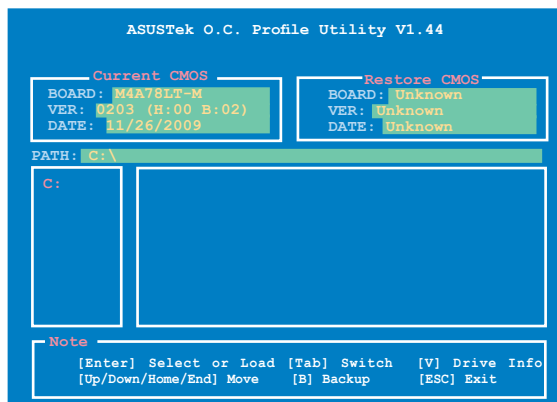 ASUSTek O.C. Profile Utility V1.44
Current CMOS
BOARD: M4A78LT-M
VER: 0203 (H:00 B:02)
DATE: 11/26/2009
Restore CMOS
BOARD: Unknown
VER: Unknown
DATE: Unknown
PATH: C:\
C:
Note
[Enter] Select or Load [Tab] Switch [V] Drive Info
[Up/Down/Home/End] Move [B] Backup [ESC] Exit